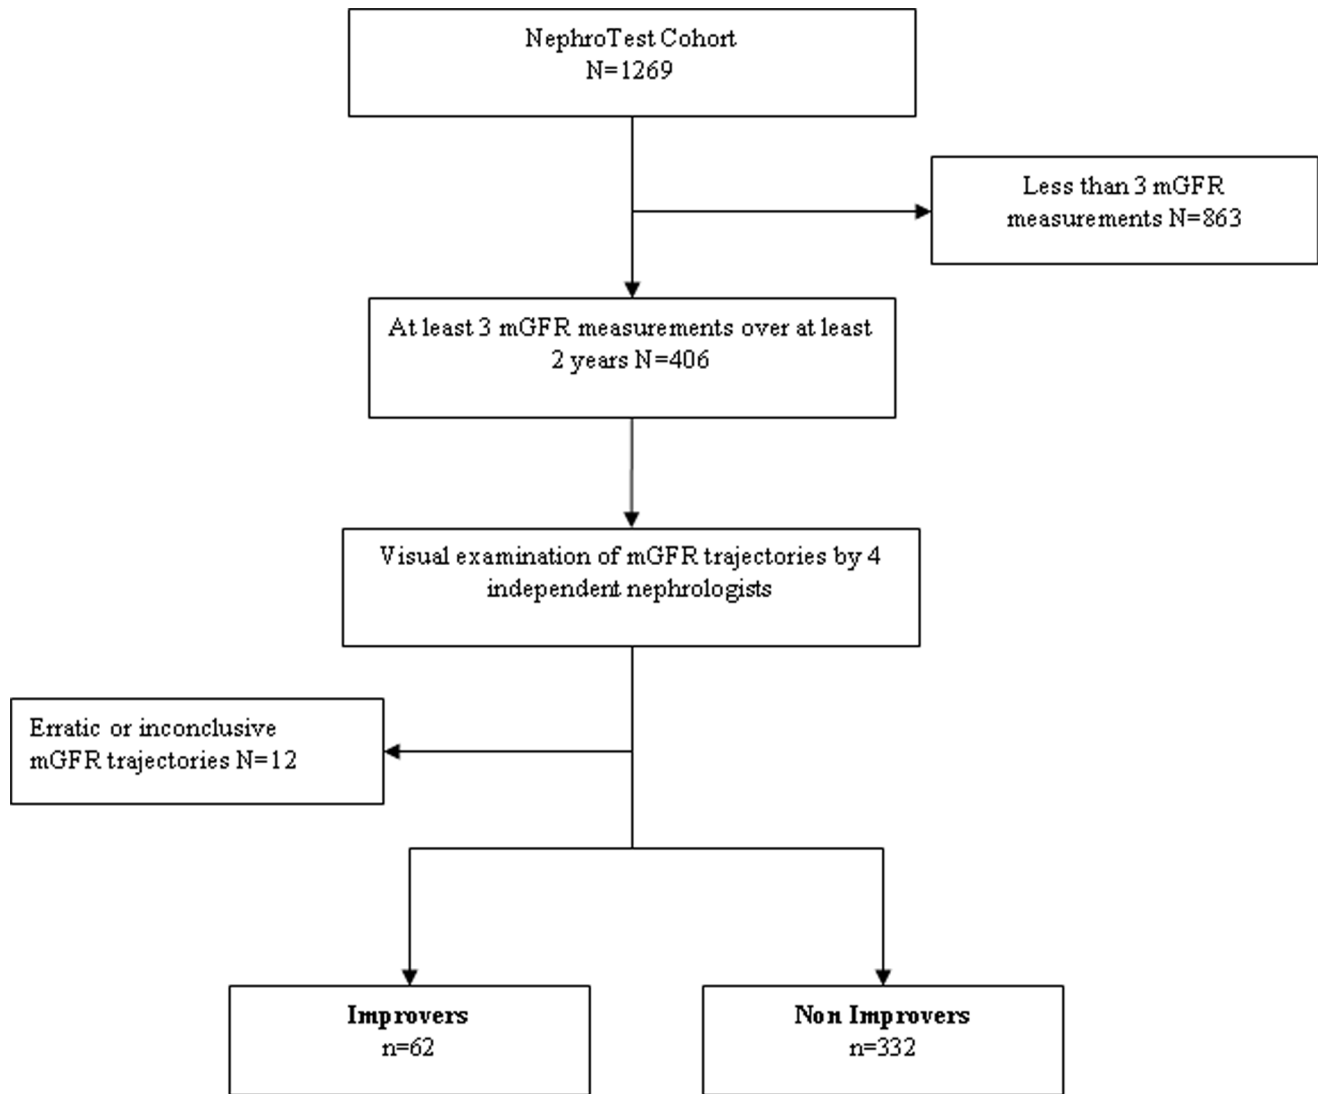 NephroTest Cohort
N=1269
Less than 3 mGFR
measurements N=863
At least 3 mGFR measurements over at least
2 years N=406
Visual examination of mGFR trajectories by 4
independent nephrologists
Erratic or inconclusive
mGFR trajectories N=12
Improvers
n=62
Non Improvers
n=332